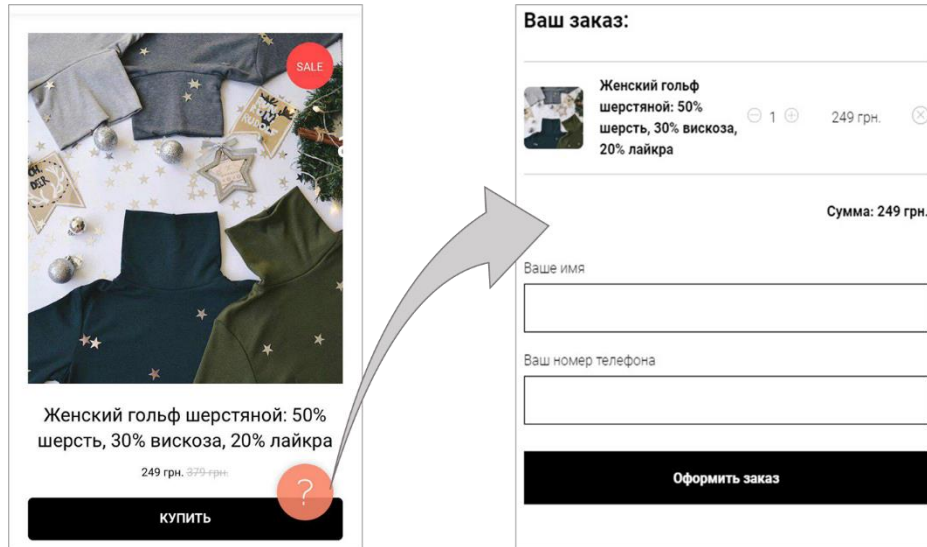 SALE
Женский гольф шерстяной: 50%
шерсть, 30% вискоза, 20% лайкра
249 грн. 379 грн.
?
КУПИТЬ
Ваш заказ:
Женский гольф
шерстяной: 50%
шерсть, 30% вискоза,
20% лайкра
1
249 грн.
Сумма: 249 грн.
Ваше имя
Ваш номер телефона
Оформить заказ